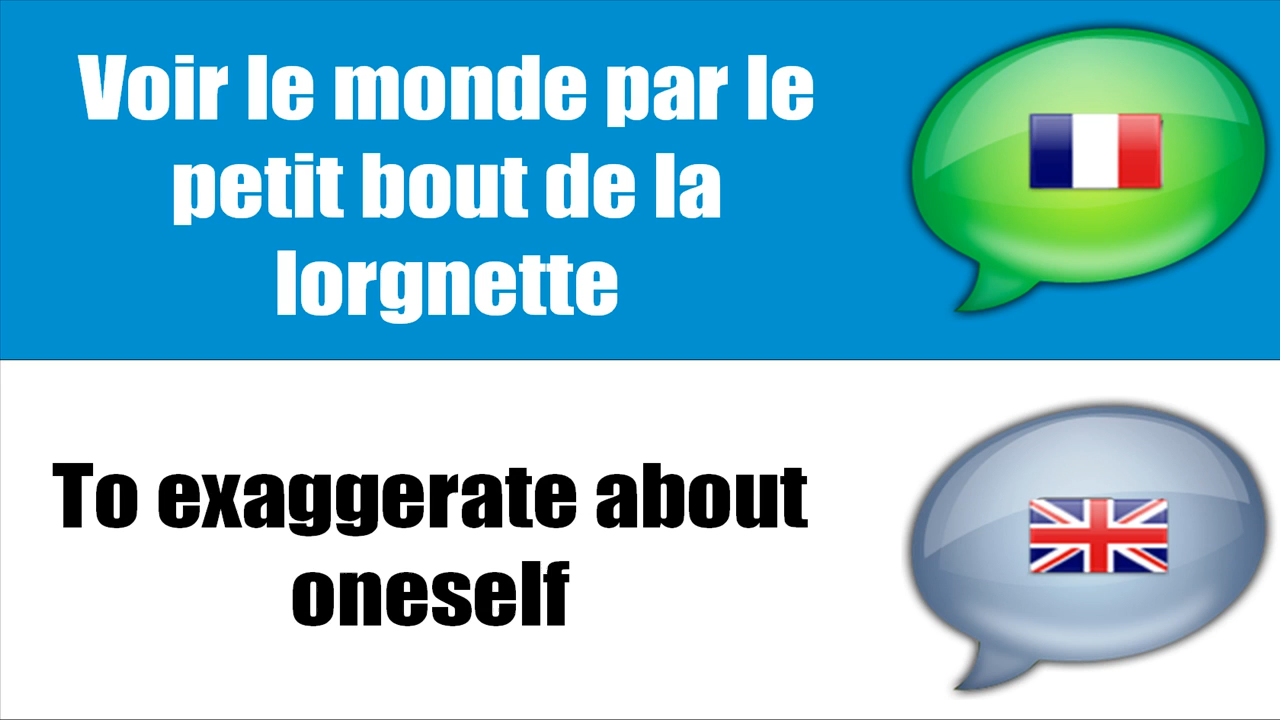 Voir le monde par le
petit bout de la
lorgnette
To exaggerate about
oneself